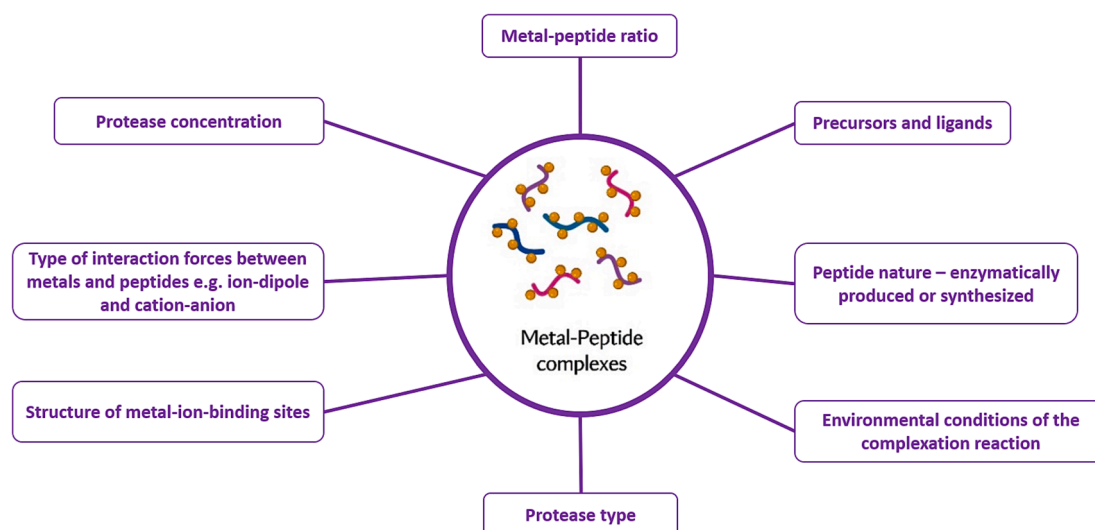 Metal-peptide ratio
Protease concentration
Precursors and ligands
Type of interaction forces between
metals and peptides e.g. ion-dipole
and cation-anion
Peptide nature – enzymatically
produced or synthesized
Metal-Peptide
complexes
Structure of metal-ion-binding sites
Environmental conditions of the
complexation reaction
Protease type